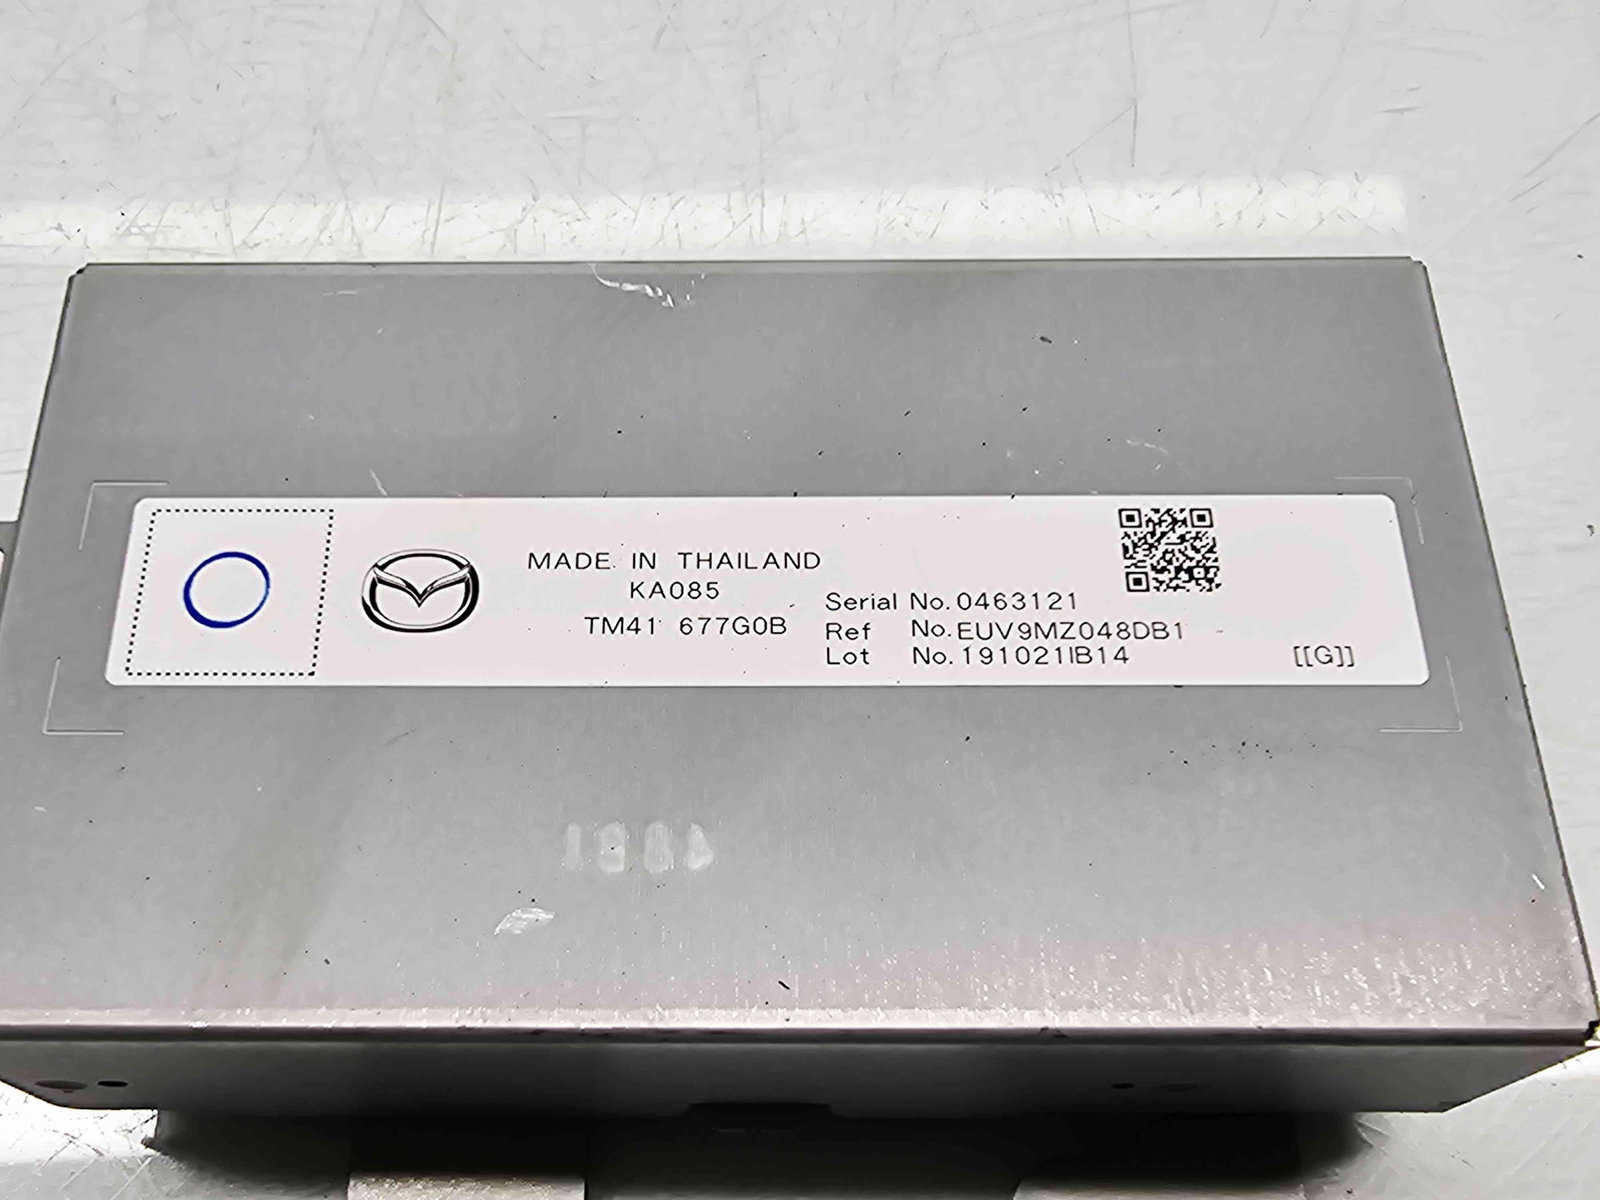 MADE IN THAILAND
KA085
TM41 677G0B
Serial No.0463121
Ref No.EUV9MZ048DB1
Lot No.191021IB14
[[G]]